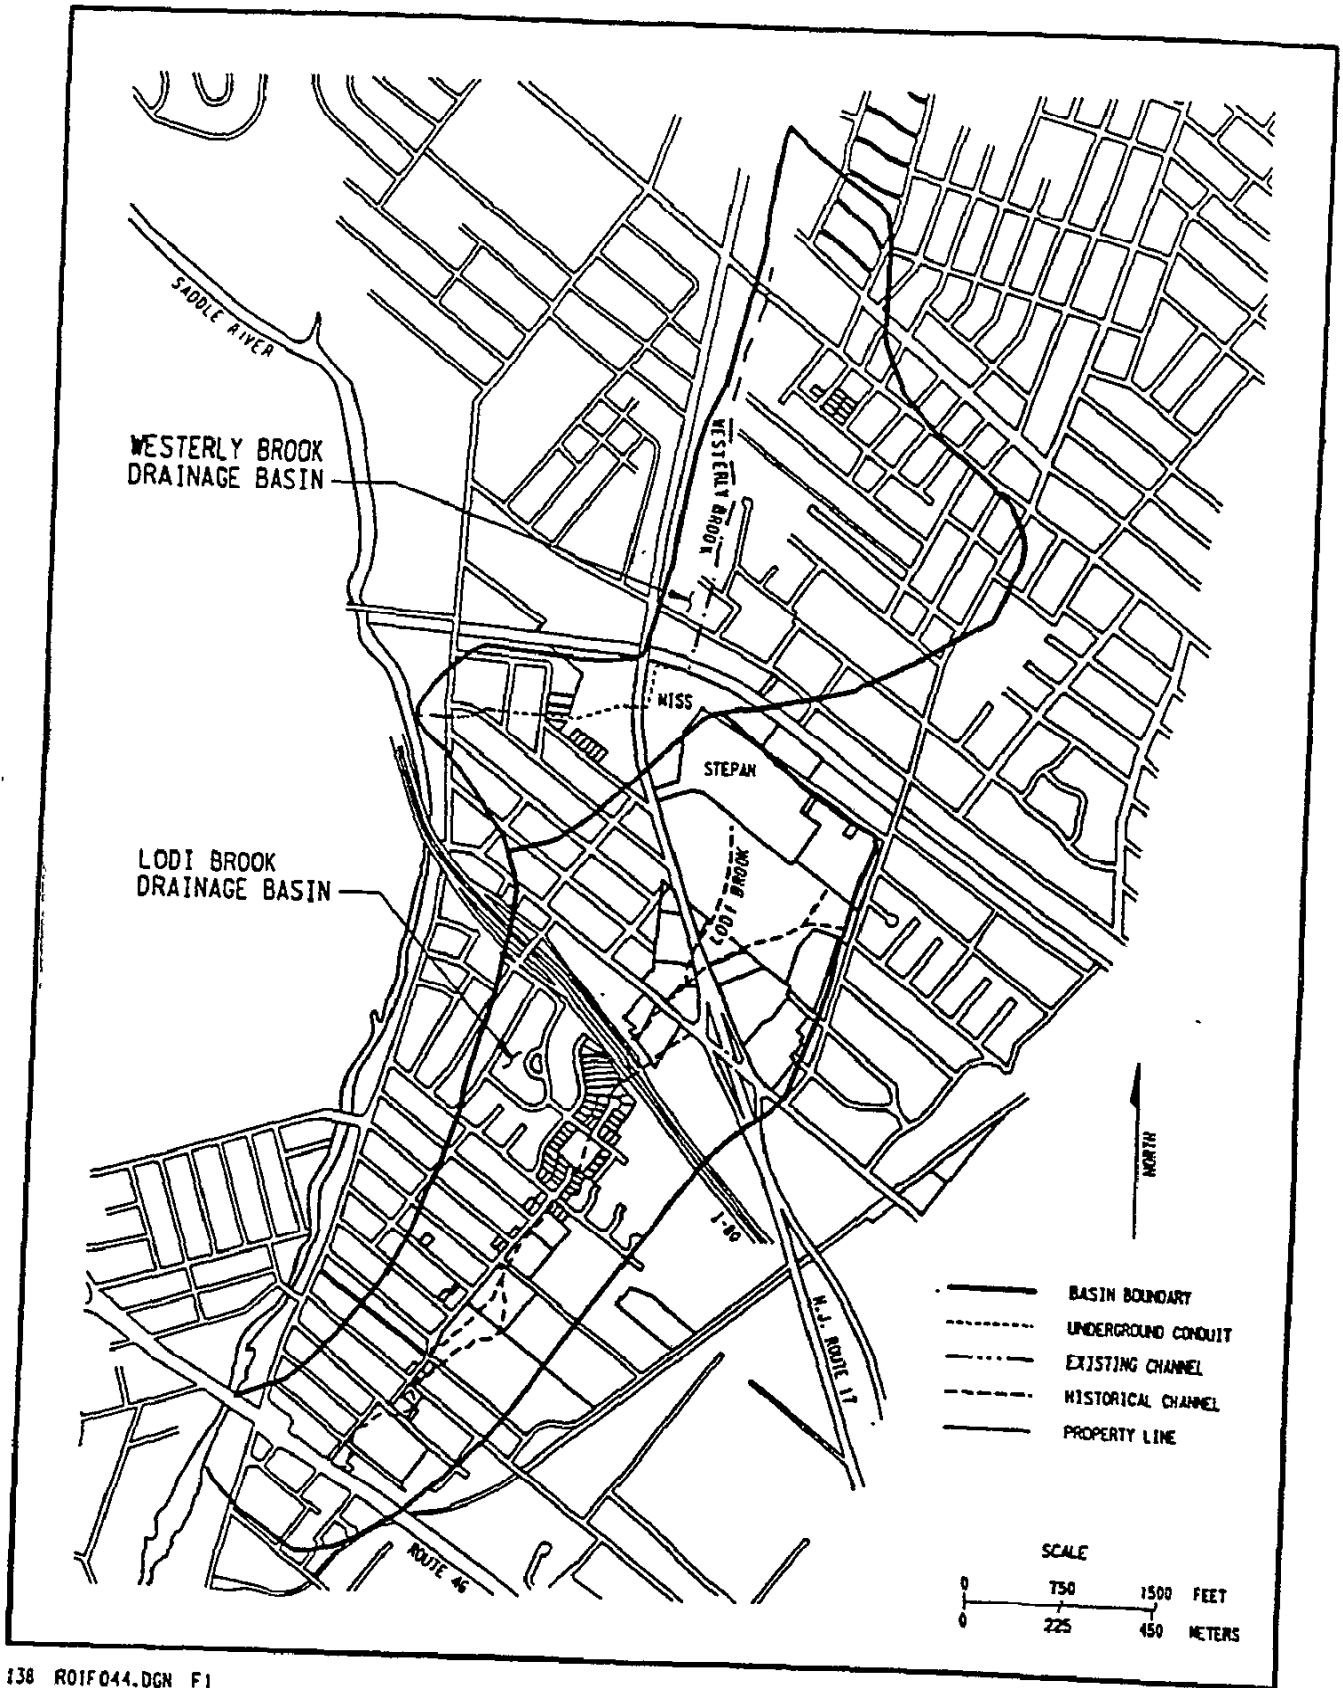 SADDLE RIVER
WESTERLY BROOK
DRAINAGE BASIN
WESTERLY BROOK
MISS
STEPAN
LODI BROOK
DRAINAGE BASIN
LODI BROOK
NORTH
I-80
N.J. ROUTE 17
BASIN BOUNDARY
UNDERGROUND CONDUIT
EXISTING CHANNEL
HISTORICAL CHANNEL
PROPERTY LINE
ROUTE 46
SCALE
0 750 1500 FEET
0 225 450 METERS
138 R01F044.DGN F1